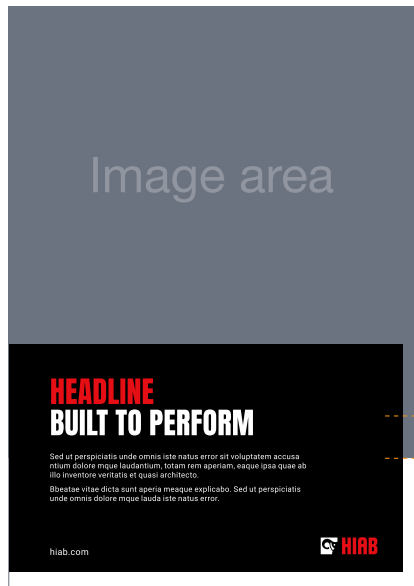 Image area
HEADLINE
BUILT TO PERFORM
Sed ut perspiciatis unde omnis iste natus error sit voluptatem accusa
ntium dolore mque laudantium, totam rem aperiam, eaque ipsa quae ab
illo inventore veritatis et quasi architecto.
Bbeatae vitae dicta sunt aperia meaque explicabo. Sed ut perspiciatis
unde omnis dolore mque lauda iste natus error.
hiab.com
HIAB